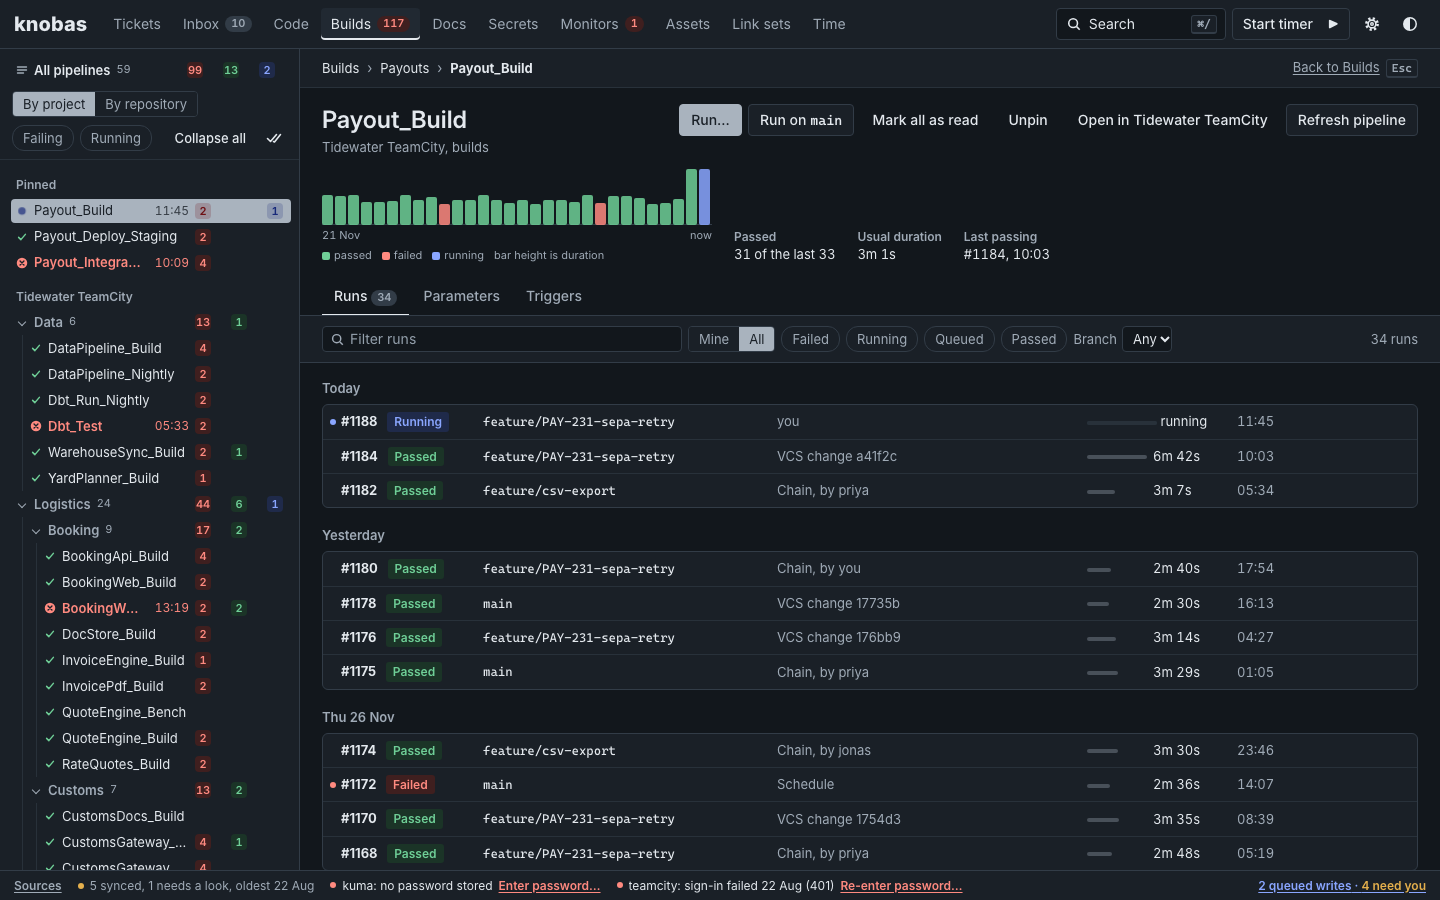 knobas Tickets Inbox 10 Code Builds 117 Docs Secrets Monitors 1 Assets Link sets Time Search ⌘/ Start timer
All pipelines 59 99 13 2
By project By repository
Failing Running Collapse all
Pinned
Payout_Build 11:45 2 1
Payout_Deploy_Staging 2
Payout_Integra... 10:09 4
Tidewater TeamCity
Data 6 13 1
DataPipeline_Build 4
DataPipeline_Nightly 2
Dbt_Run_Nightly 2
Dbt_Test 05:33 2
WarehouseSync_Build 2 1
YardPlanner_Build 1
Logistics 24 44 6 1
Booking 9 17 2
BookingApi_Build 4
BookingWeb_Build 2
BookingW... 13:19 2 2
DocStore_Build 2
InvoiceEngine_Build 1
InvoicePdf_Build 2
QuoteEngine_Bench
QuoteEngine_Build 2
RateQuotes_Build 2
Customs 7 13 2
CustomsDocs_Build
CustomsGateway_... 4 1
CustomsGateway 4
Builds › Payouts › Payout_Build Back to Builds Esc
Payout_Build Run... Run on main Mark all as read Unpin Open in Tidewater TeamCity Refresh pipeline
Tidewater TeamCity, builds
21 Nov now
passed failed running bar height is duration
Passed Usual duration Last passing
31 of the last 33 3m 1s #1184, 10:03
Runs 34 Parameters Triggers
Filter runs Mine All Failed Running Queued Passed Branch Any 34 runs
Today
#1188 Running feature/PAY-231-sepa-retry you running 11:45
#1184 Passed feature/PAY-231-sepa-retry VCS change a41f2c 6m 42s 10:03
#1182 Passed feature/csv-export Chain, by priya 3m 7s 05:34
Yesterday
#1180 Passed feature/PAY-231-sepa-retry Chain, by you 2m 40s 17:54
#1178 Passed main VCS change 17735b 2m 30s 16:13
#1176 Passed feature/PAY-231-sepa-retry VCS change 176bb9 3m 14s 04:27
#1175 Passed main Chain, by priya 3m 29s 01:05
Thu 26 Nov
#1174 Passed feature/csv-export Chain, by jonas 3m 30s 23:46
#1172 Failed main Schedule 2m 36s 14:07
#1170 Passed feature/PAY-231-sepa-retry VCS change 1754d3 3m 35s 08:39
#1168 Passed feature/PAY-231-sepa-retry Chain, by priya 2m 48s 05:19
Sources 5 synced, 1 needs a look, oldest 22 Aug kuma: no password stored Enter password... teamcity: sign-in failed 22 Aug (401) Re-enter password... 2 queued writes · 4 need you